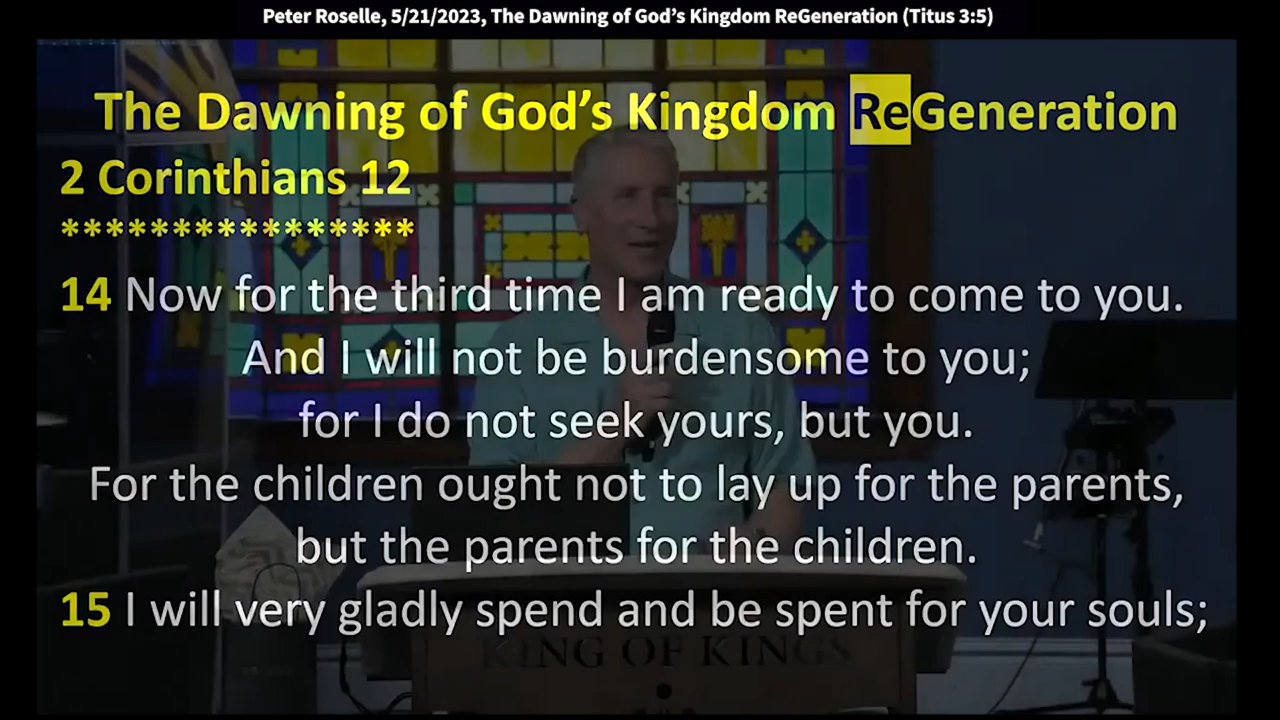 Peter Roselle, 5/21/2023, The Dawning of God's Kingdom ReGeneration (Titus 3:5)
The Dawning of God's Kingdom ReGeneration
2 Corinthians 12
****************
14 Now for the third time I am ready to come to you.
And I will not be burdensome to you;
for I do not seek yours, but you.
For the children ought not to lay up for the parents,
but the parents for the children.
15 I will very gladly spend and be spent for your souls;
KING OF KINGS